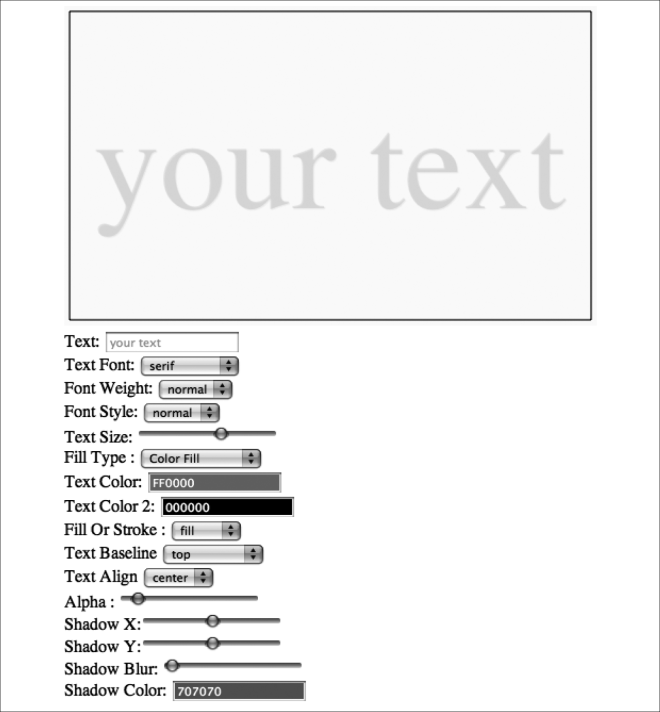 your text
Text: your text
Text Font: serif
Font Weight: normal
Font Style: normal
Text Size:
Fill Type : Color Fill
Text Color: FF0000
Text Color 2: 000000
Fill Or Stroke : fill
Text Baseline top
Text Align center
Alpha :
Shadow X:
Shadow Y:
Shadow Blur:
Shadow Color: 707070